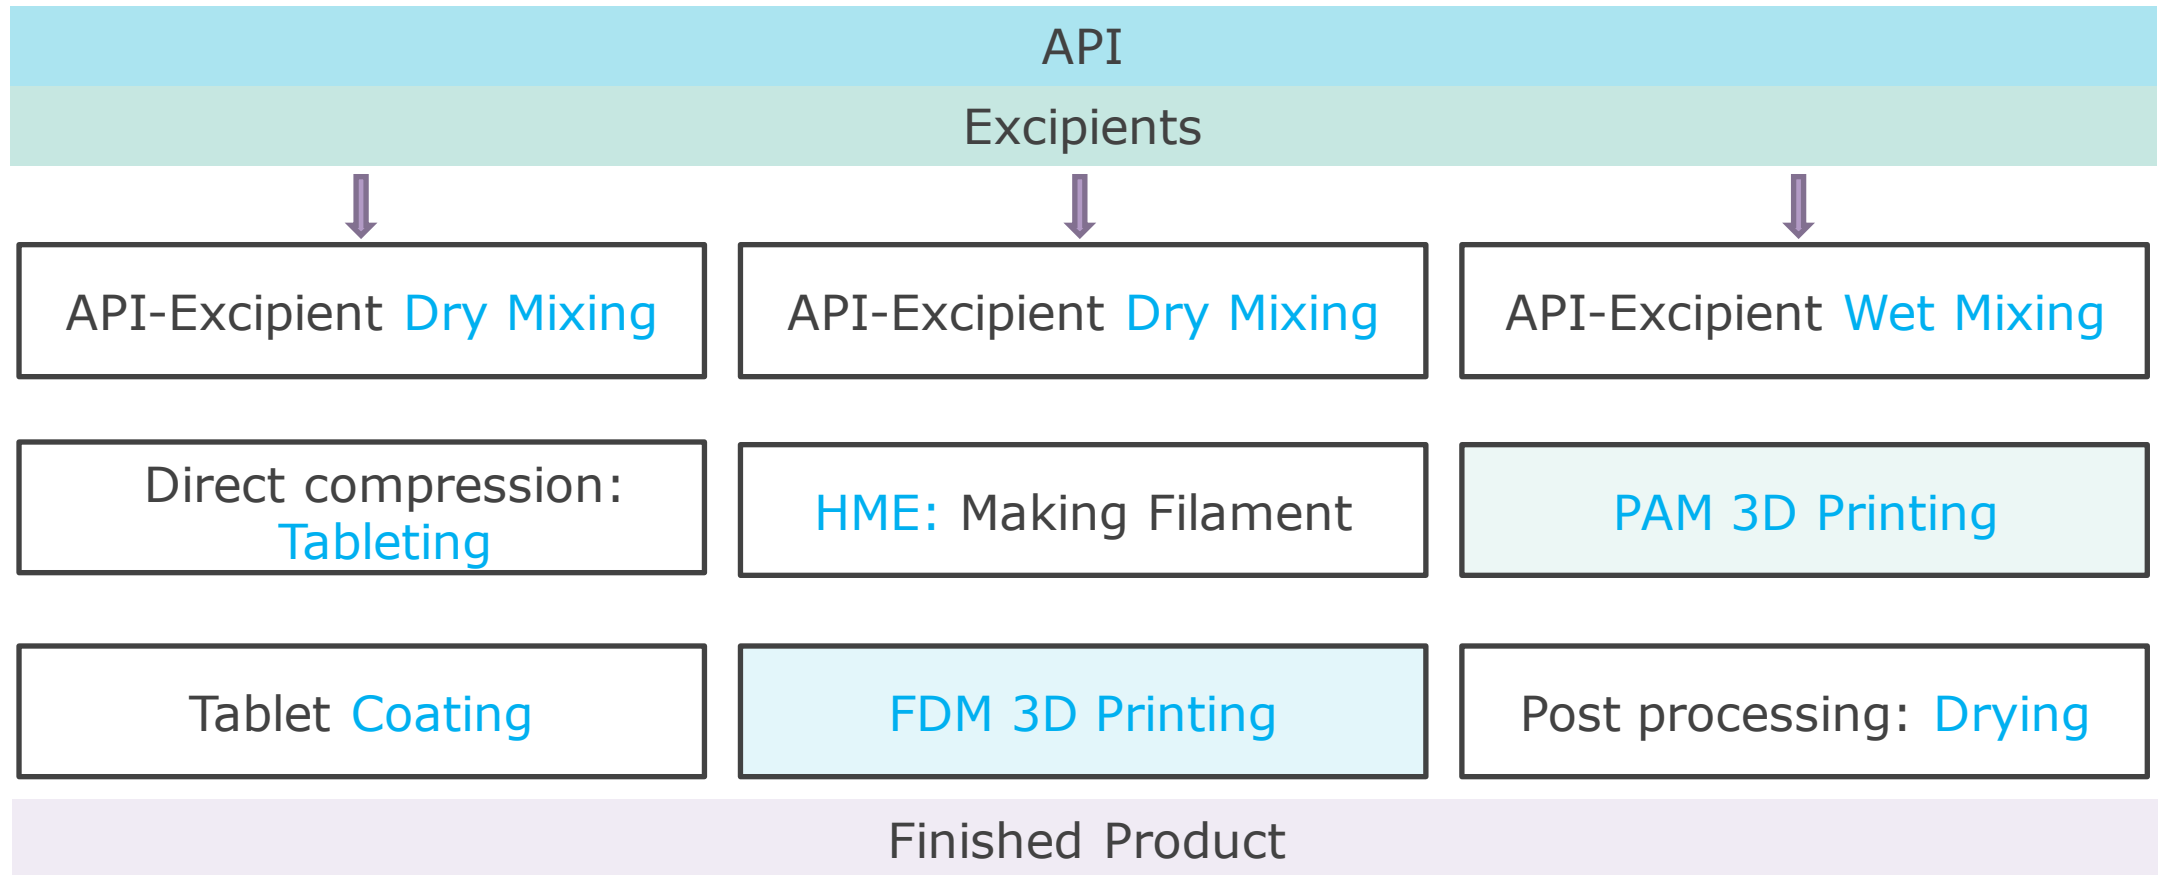 API
Excipients
API-Excipient Dry Mixing
API-Excipient Dry Mixing
API-Excipient Wet Mixing
Direct compression:
Tableting
HME: Making Filament
PAM 3D Printing
Tablet Coating
FDM 3D Printing
Post processing: Drying
Finished Product